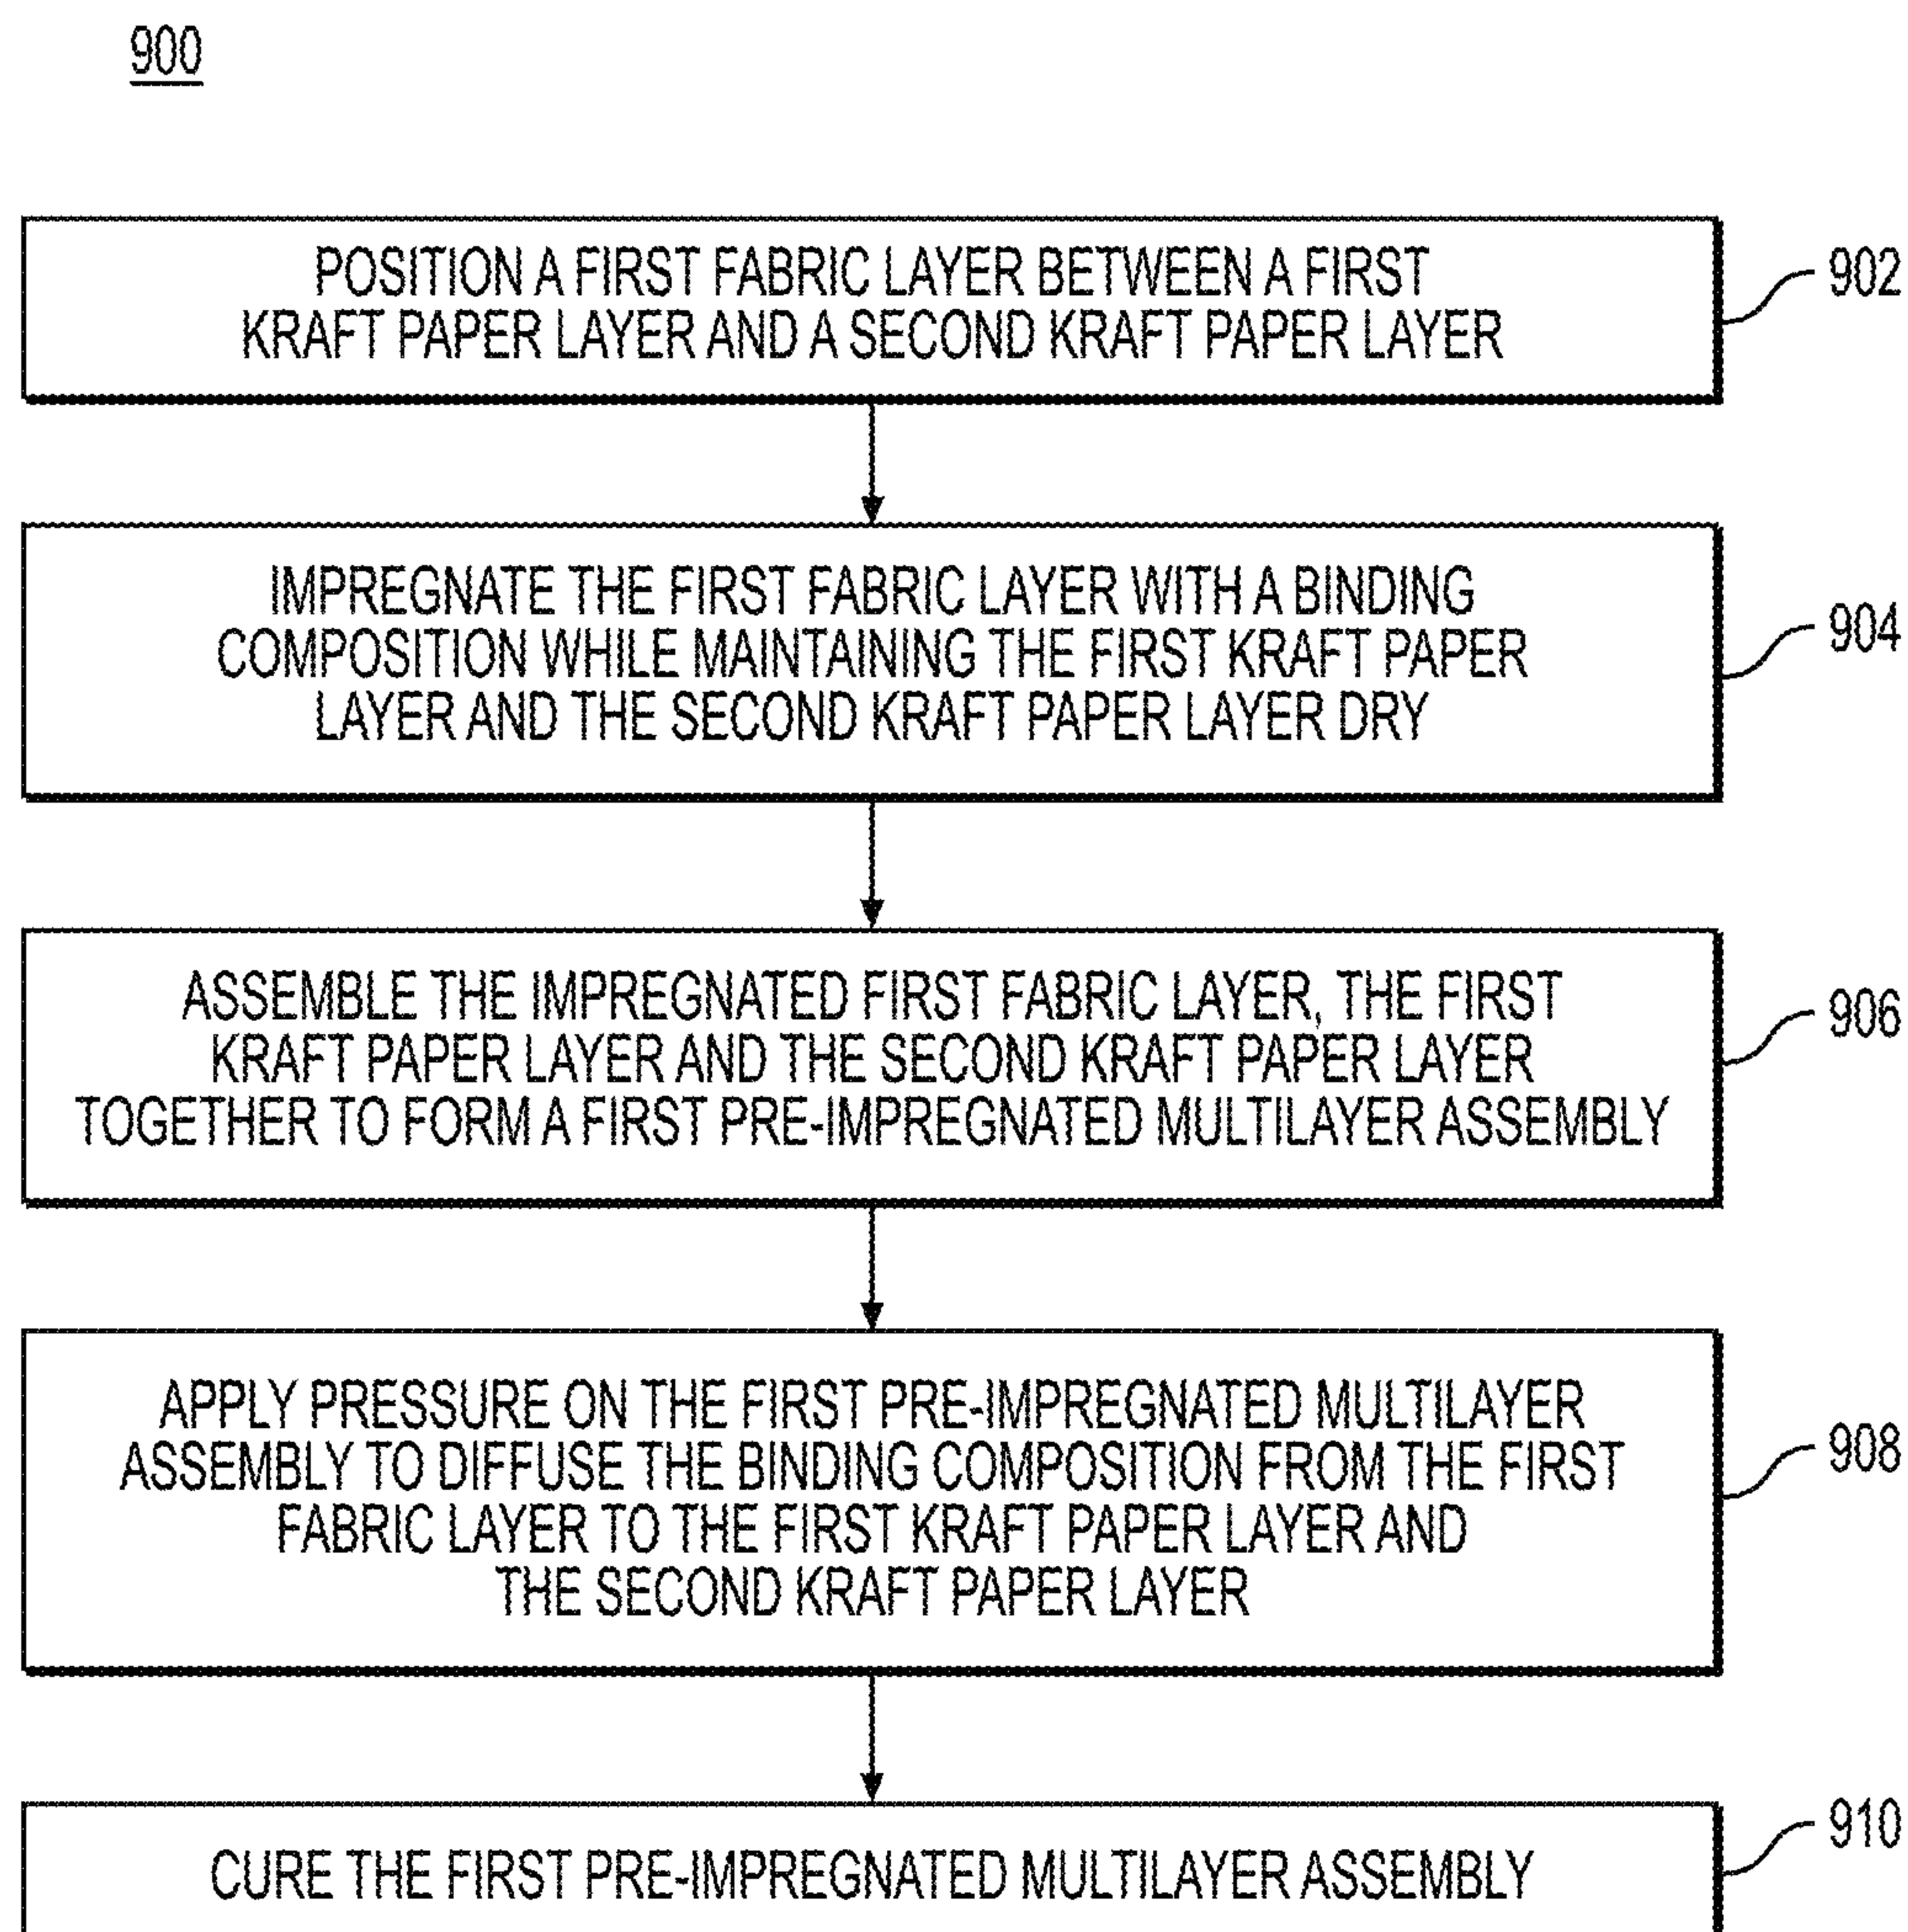 900
POSITION A FIRST FABRIC LAYER BETWEEN A FIRST
KRAFT PAPER LAYER AND A SECOND KRAFT PAPER LAYER
902
IMPREGNATE THE FIRST FABRIC LAYER WITH A BINDING
COMPOSITION WHILE MAINTAINING THE FIRST KRAFT PAPER
LAYER AND THE SECOND KRAFT PAPER LAYER DRY
904
ASSEMBLE THE IMPREGNATED FIRST FABRIC LAYER, THE FIRST
KRAFT PAPER LAYER AND THE SECOND KRAFT PAPER LAYER
TOGETHER TO FORM A FIRST PRE-IMPREGNATED MULTILAYER ASSEMBLY
906
APPLY PRESSURE ON THE FIRST PRE-IMPREGNATED MULTILAYER
ASSEMBLY TO DIFFUSE THE BINDING COMPOSITION FROM THE FIRST
FABRIC LAYER TO THE FIRST KRAFT PAPER LAYER AND
THE SECOND KRAFT PAPER LAYER
908
CURE THE FIRST PRE-IMPREGNATED MULTILAYER ASSEMBLY
910